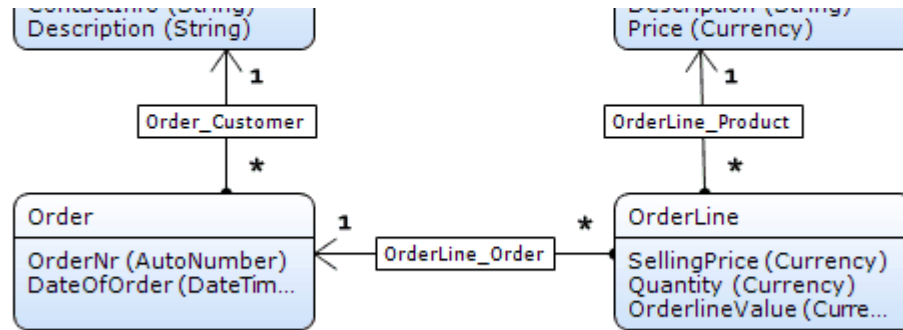 ContactInfo (String)
Description (String)
Description (String)
Price (Currency)
1
1
Order_Customer
OrderLine_Product
*
*
Order
OrderNr (AutoNumber)
DateOfOrder (DateTim...
1
OrderLine_Order
*
OrderLine
SellingPrice (Currency)
Quantity (Currency)
OrderlineValue (Curre...